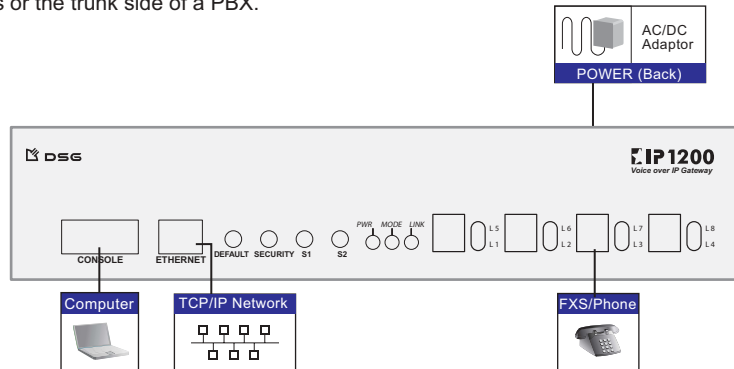 s or the trunk side of a PBX.
AC/DC
Adaptor
POWER (Back)
DSG
IP1200
Voice over IP Gateway
PWR MODE LINK
L5 L6 L7 L8
L1 L2 L3 L4
CONSOLE ETHERNET DEFAULT SECURITY S1 S2
Computer TCP/IP Network FXS/Phone